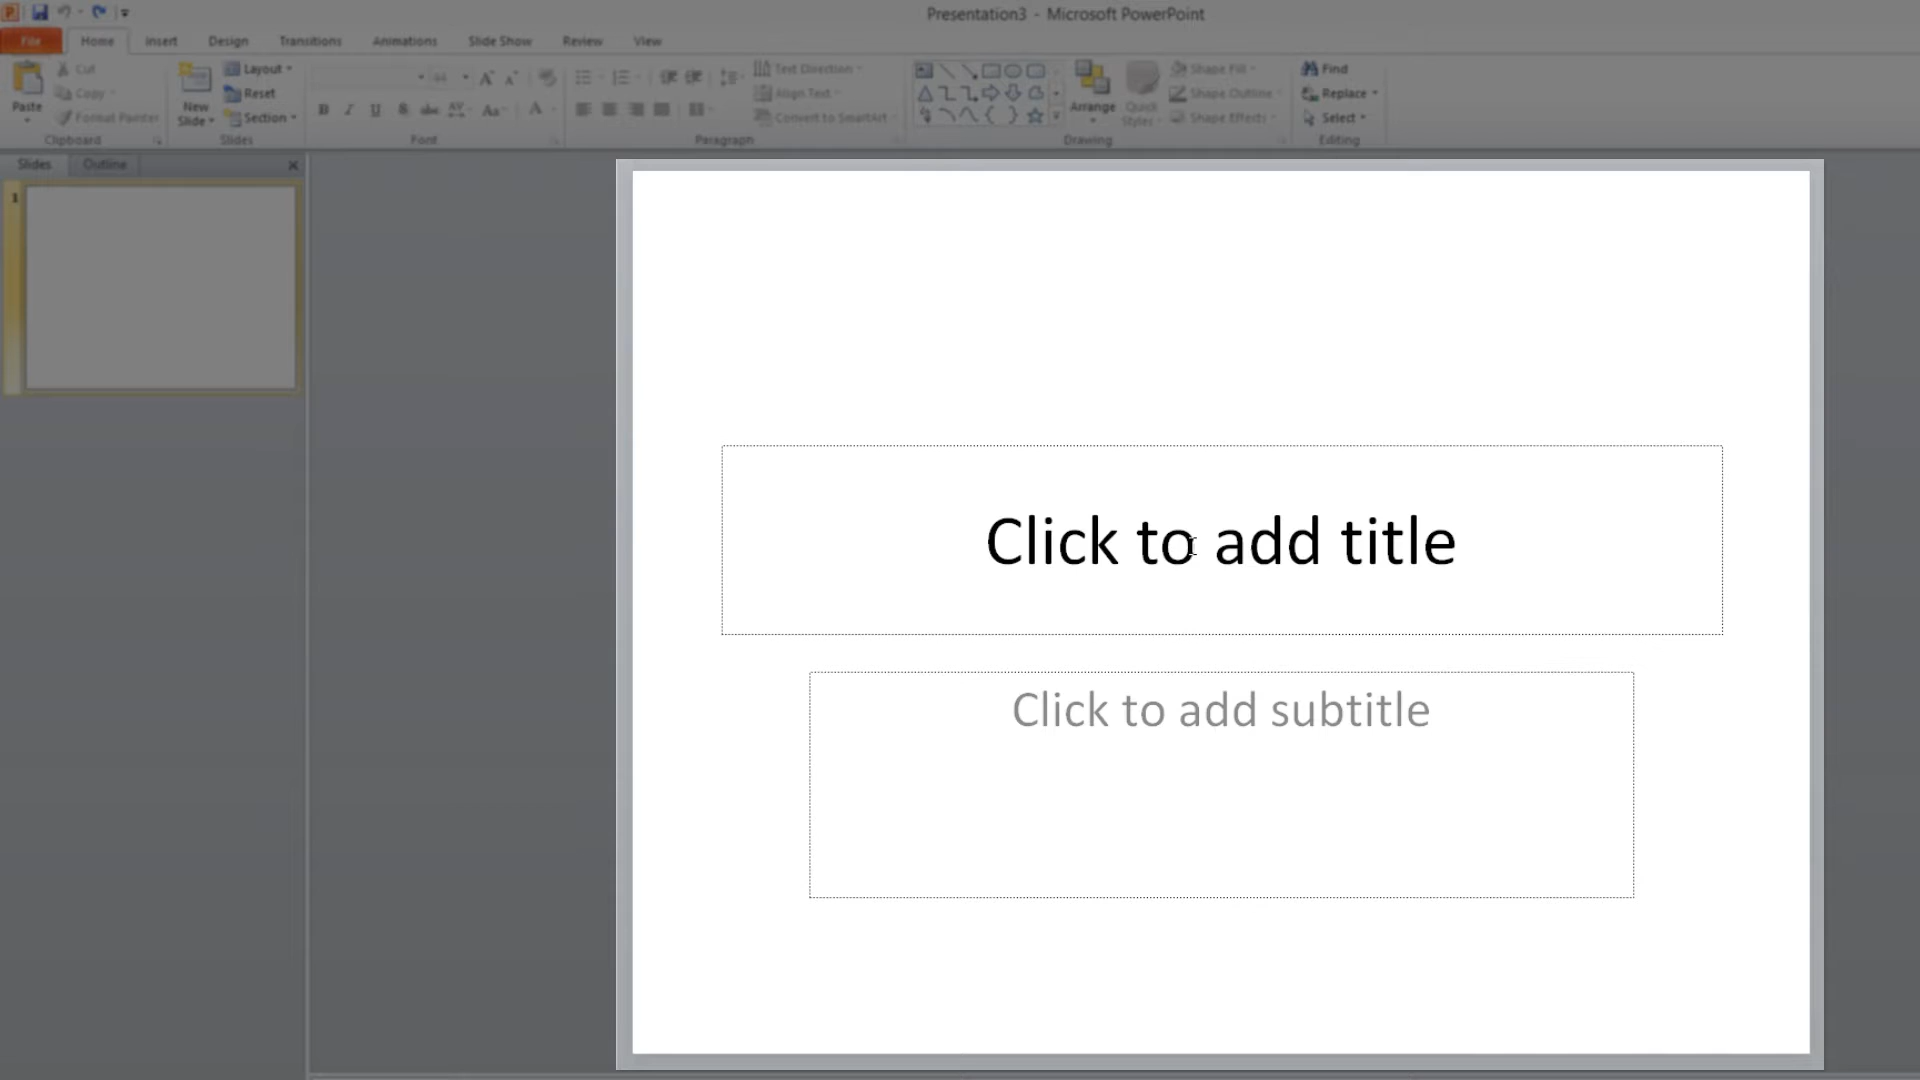 Presentation3 - Microsoft PowerPoint
File Home Insert Design Transitions Animations Slide Show Review View
Paste
Cut
Copy
Format Painter
Clipboard
New Slide
Layout
Reset
Section
Slides
B I U S abc AV Aa A
Font
Text Direction
Align Text
Convert to SmartArt
Paragraph
Arrange
Quick Styles
Shape Fill
Shape Outline
Shape Effects
Drawing
Find
Replace
Select
Editing
Slides Outline
1
Click to add title
Click to add subtitle